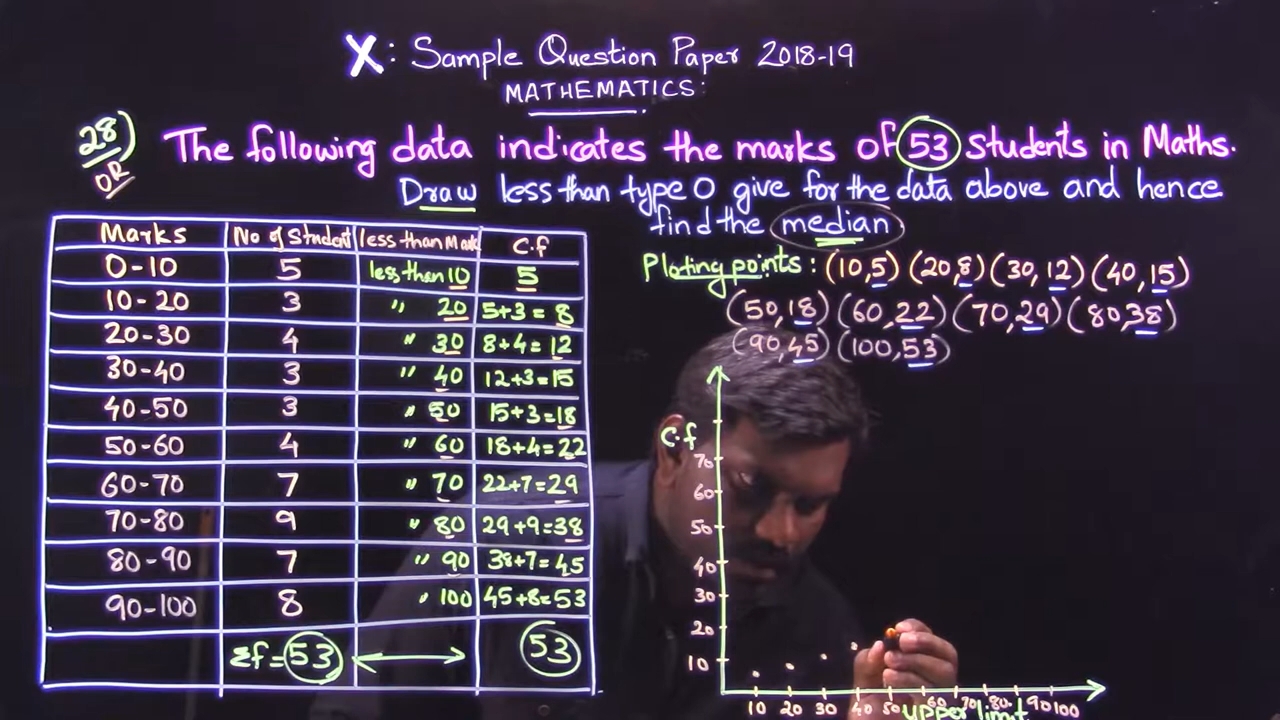 X: Sample Question Paper 2018-19
MATHEMATICS:
28) The following data indicates the marks of 53 students in Maths.
OR
Draw less than type O give for the data above and hence
find the median
Marks No of Student less than Mark C.f
0-10 5 less than 10 5
10-20 3 " 20 5+3=8
20-30 4 " 30 8+4=12
30-40 3 " 40 12+3=15
40-50 3 " 50 15+3=18
50-60 4 " 60 18+4=22
60-70 7 " 70 22+7=29
70-80 9 " 80 29+9=38
80-90 7 " 90 38+7=45
90-100 8 " 100 45+8=53
Σf=53 53
Ploting points: (10,5) (20,8) (30,12) (40,15)
(50,18) (60,22) (70,29) (80,38)
(90,45) (100,53)
C.f
70
60
50
40
30
20
10
10 20 30 40 50 60 70 80 90 100
upper limit